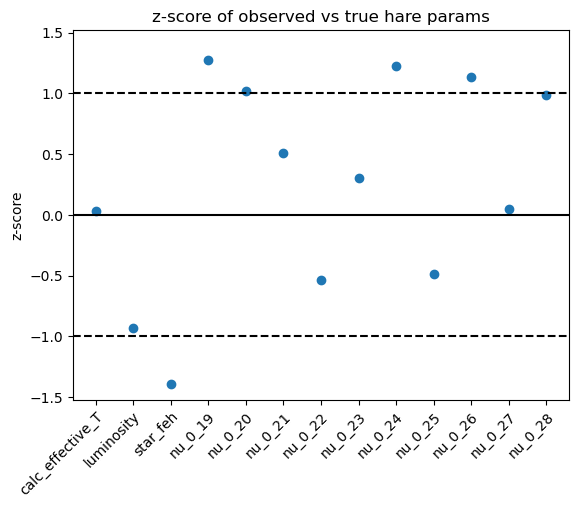 z-score of observed vs true hare params
z-score
1.5
1.0
0.5
0.0
−0.5
−1.0
−1.5
calc_effective_T
luminosity
star_feh
nu_0_19
nu_0_20
nu_0_21
nu_0_22
nu_0_23
nu_0_24
nu_0_25
nu_0_26
nu_0_27
nu_0_28